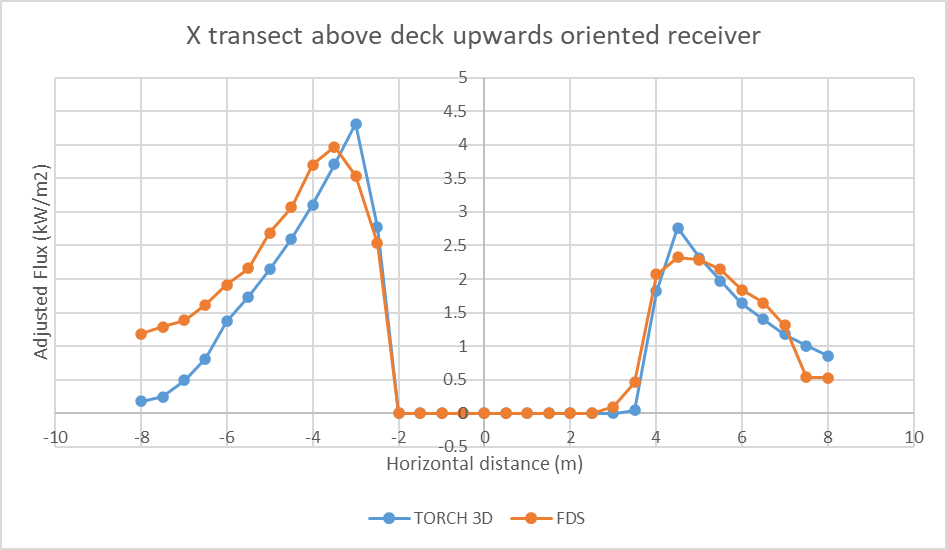 X transect above deck upwards oriented receiver
Adjusted Flux (kW/m2)
5
4.5
4
3.5
3
2.5
2
1.5
1
0.5
0
-0.5
-10 -8 -6 -4 -2 0 2 4 6 8 10
Horizontal distance (m)
TORCH 3D FDS